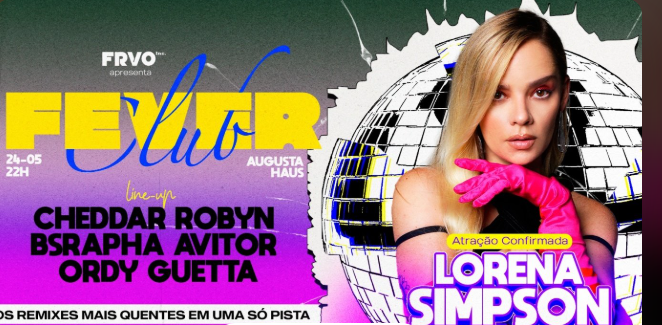 FRVO inc.
apresenta
FEVER
Club
24-05
22H
AUGUSTA
HAUS
line-up
CHEDDAR ROBYN
BSRAPHA AVITOR
ORDY GUETTA
OS REMIXES MAIS QUENTES EM UMA SÓ PISTA
Atração Confirmada
LORENA
SIMPSON